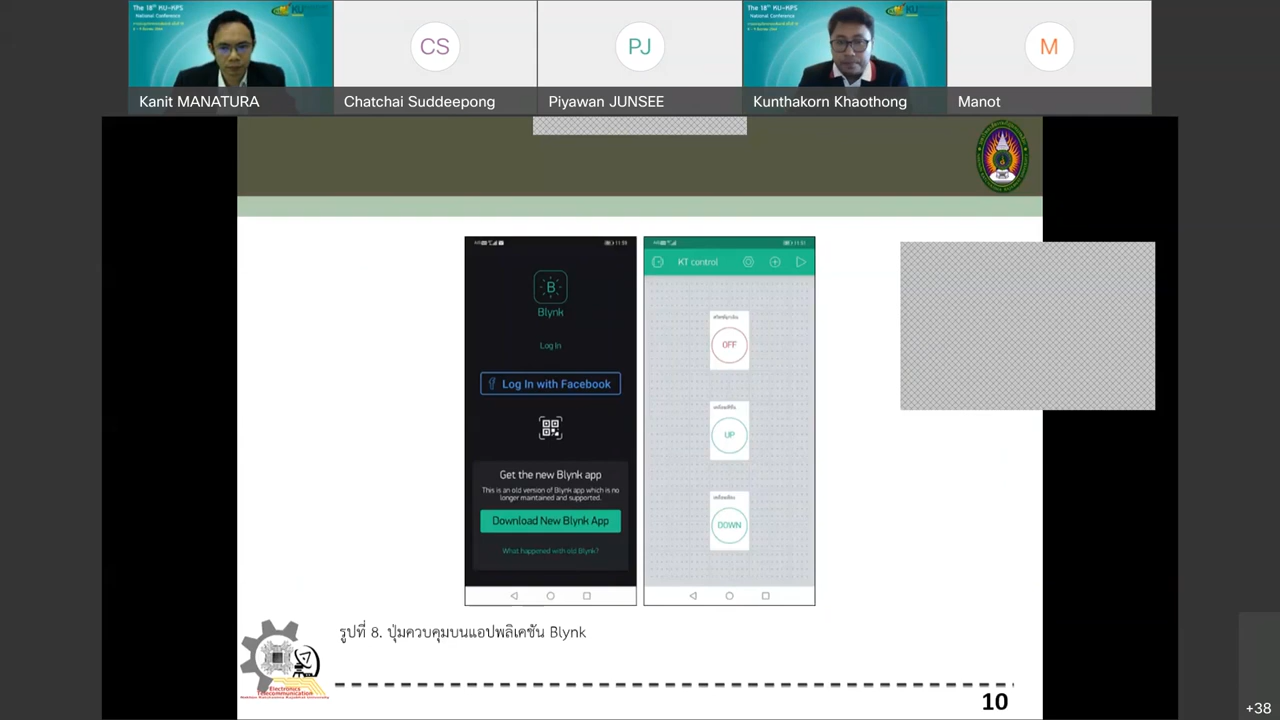 The 18th KU-KPS
National Conference
KU
The 18th KU-KPS
National Conference
KU
CS
PJ
M
Kanit MANATURA
Chatchai Suddeepong
Piyawan JUNSEE
Kunthakorn Khaothong
Manot
11:51
KT control
B
Blynk
Log In
Log In with Facebook
Get the new Blynk app
This is an old version of Blynk app which is no
longer maintained and supported.
Download New Blynk App
What happened with old Blynk?
OFF
UP
DOWN
รูปที่ 8. ปุ่มควบคุมบนแอปพลิเคชัน Blynk
Electronics
Telecommunication
10
+38